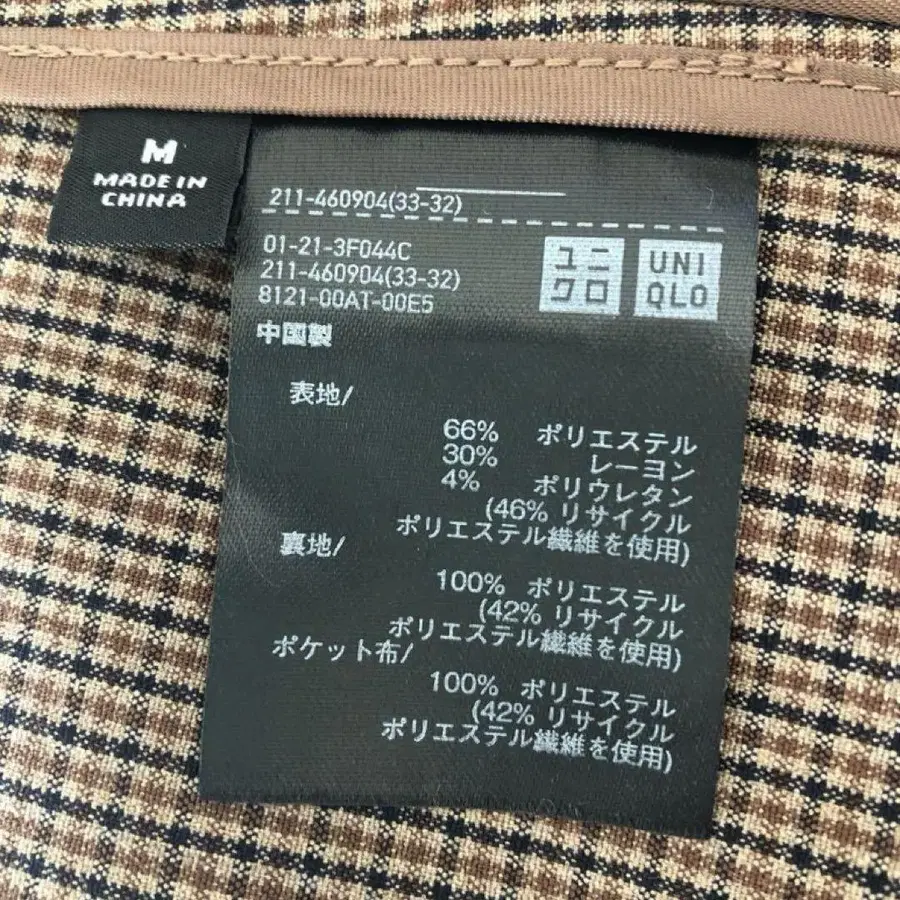 M
MADE IN
CHINA
211-460904(33-32)
01-21-3F044C
211-460904(33-32)
8121-00AT-00E5
ユニ
クロ
UNI
QLO
中国製
表地/
66% ポリエステル
30% レーヨン
4% ポリウレタン
(46% リサイクル
ポリエステル繊維を使用)
裏地/
100% ポリエステル
(42% リサイクル
ポリエステル繊維を使用)
ポケット布/
100% ポリエステル
(42% リサイクル
ポリエステル繊維を使用)